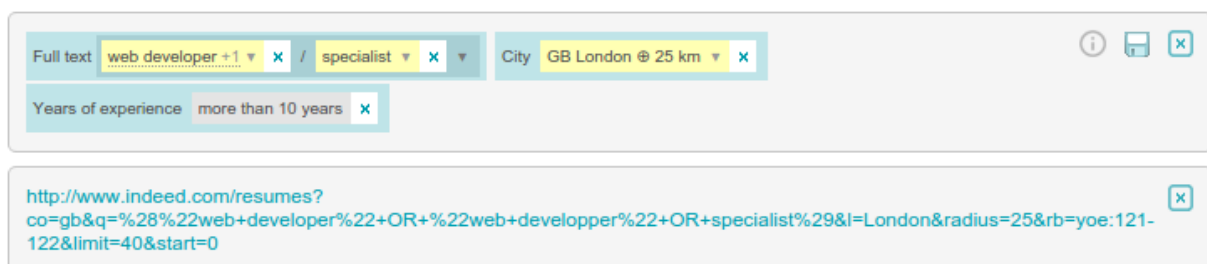 Full text web developer +1 ▾ × / specialist ▾ × ▾ City GB London ⊕ 25 km ▾ ×
Years of experience more than 10 years ×
http://www.indeed.com/resumes?
co=gb&q=%28%22web+developer%22+OR+%22web+developper%22+OR+specialist%29&l=London&radius=25&rb=yoe:121-
122&limit=40&start=0